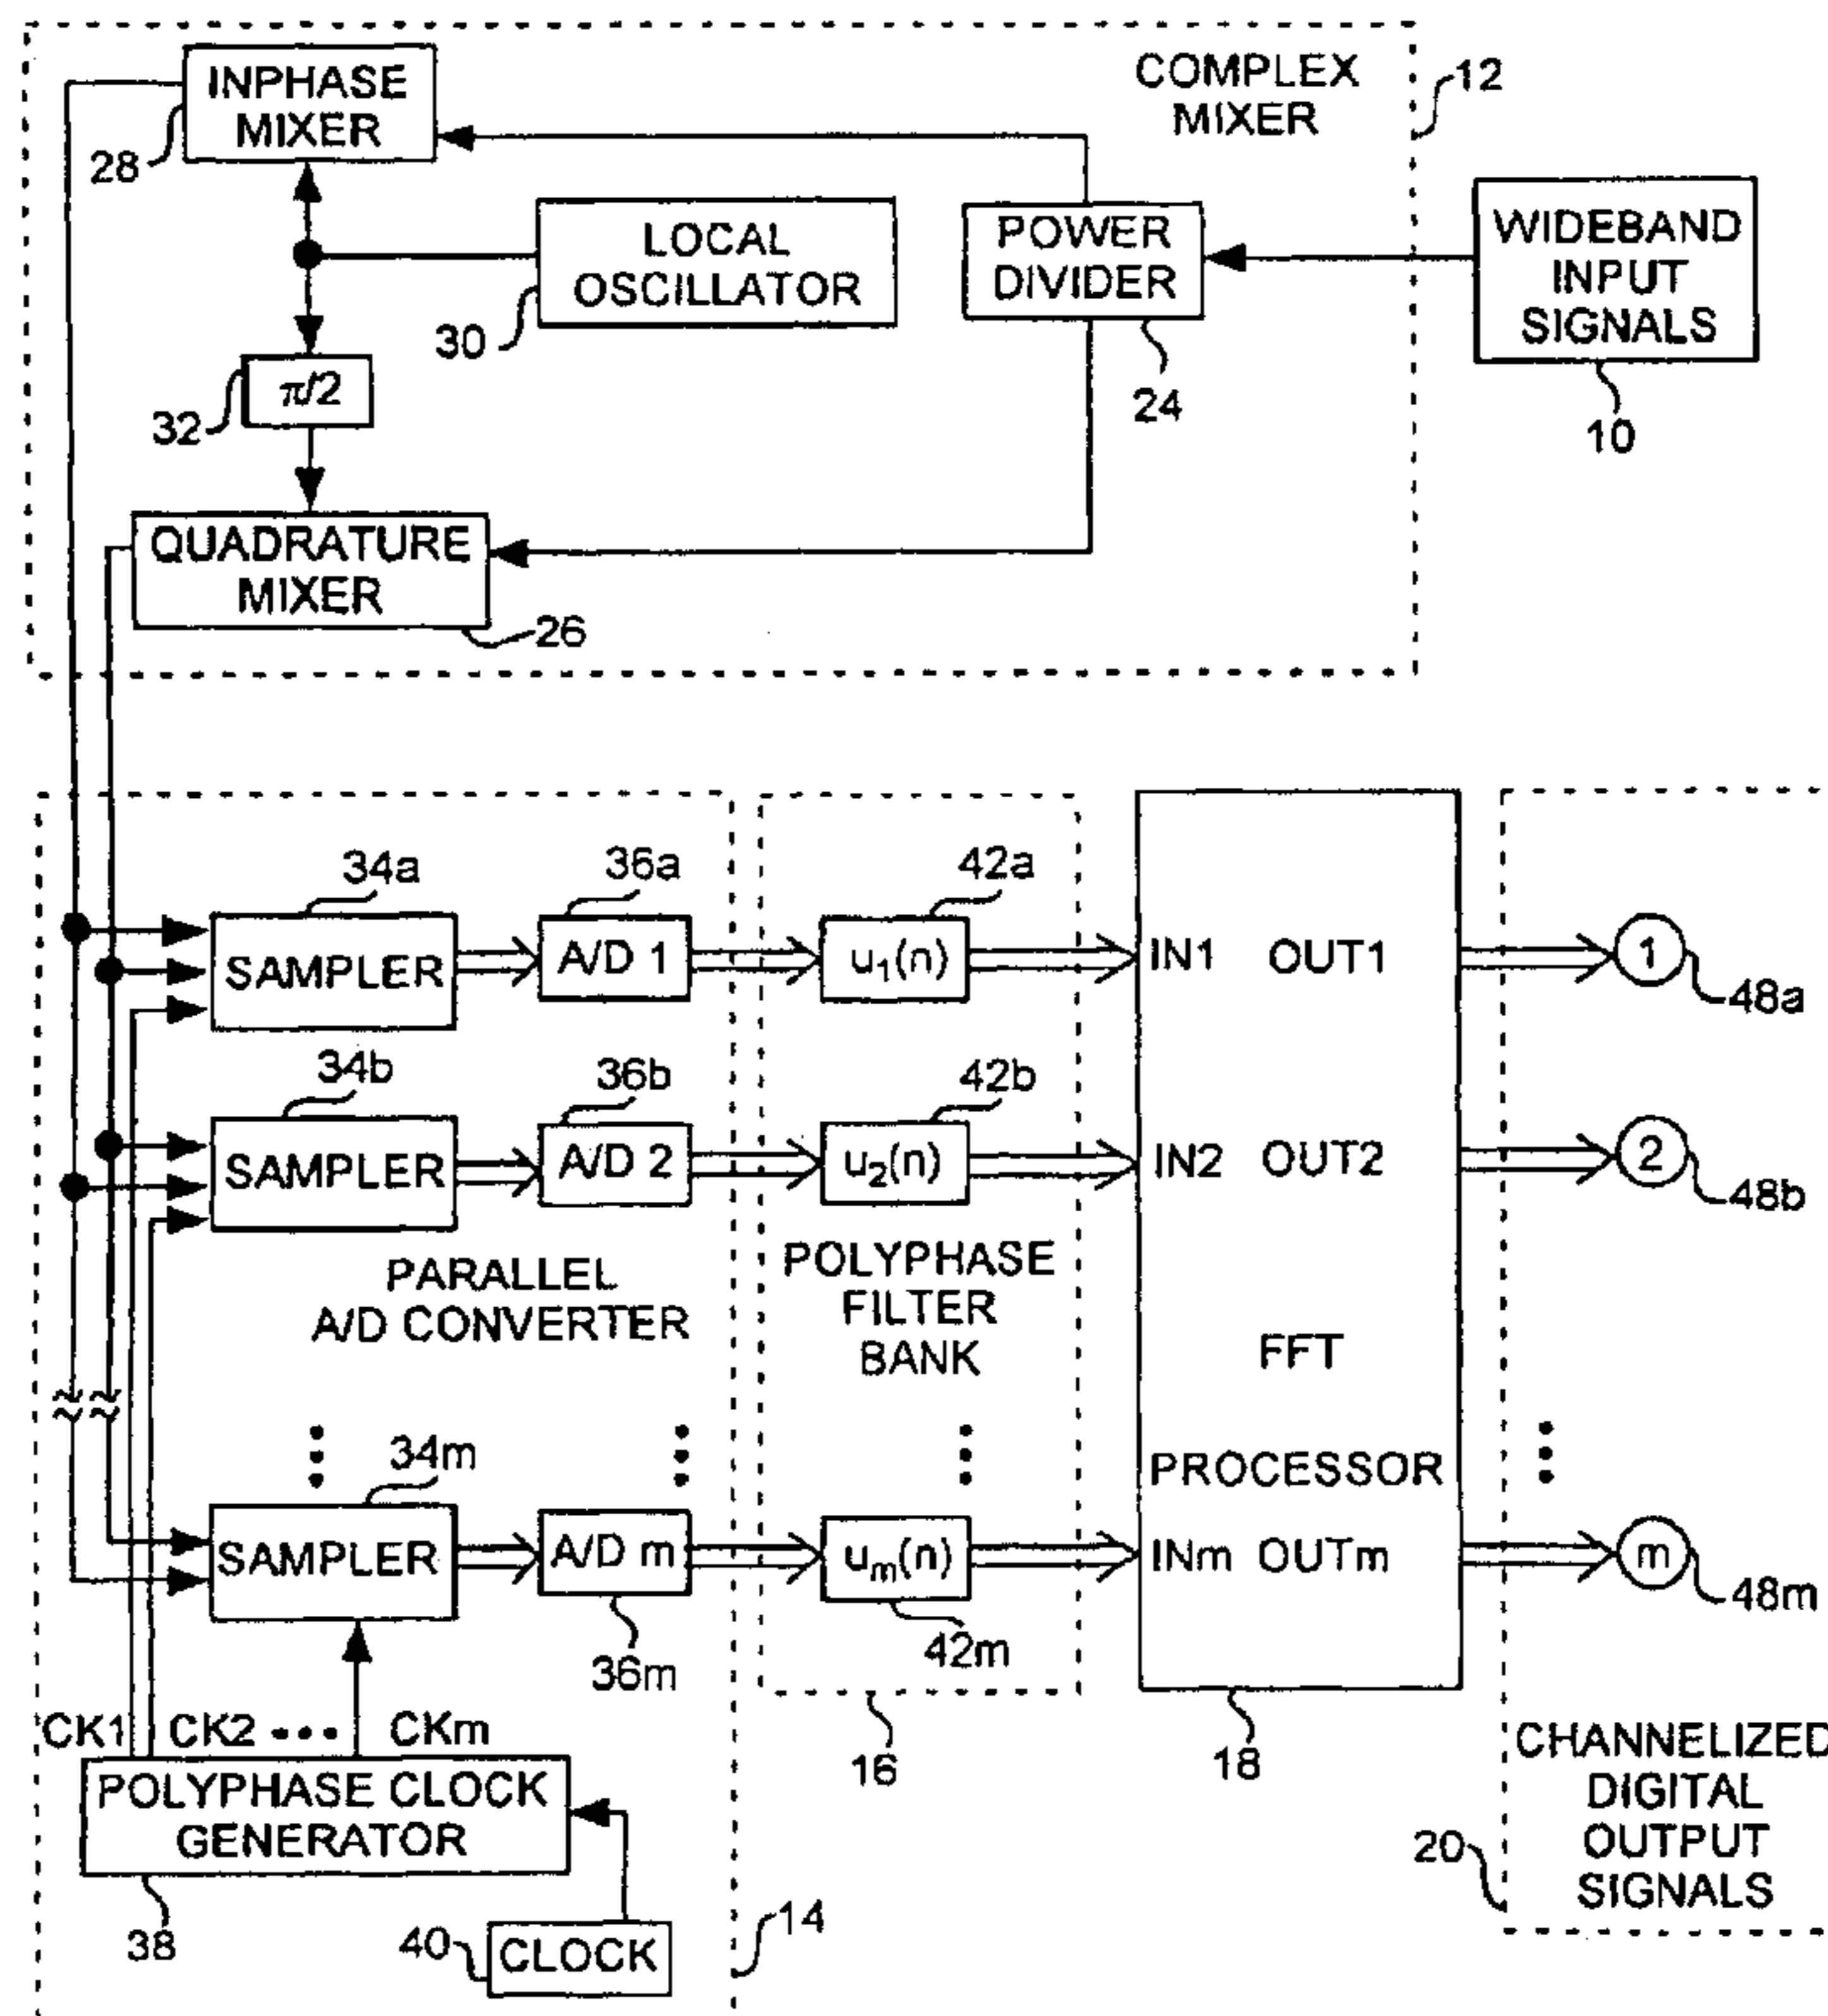 INPHASE
MIXER
28
COMPLEX
MIXER
12
LOCAL
OSCILLATOR
30
POWER
DIVIDER
24
WIDEBAND
INPUT
SIGNALS
10
π/2
32
QUADRATURE
MIXER
26
34a
36a
42a
SAMPLER
A/D 1
u₁(n)
IN1 OUT1
1
48a
34b
36b
42b
SAMPLER
A/D 2
u₂(n)
IN2 OUT2
2
48b
PARALLEL
A/D CONVERTER
POLYPHASE
FILTER
BANK
FFT
PROCESSOR
34m
SAMPLER
A/D m
uₘ(n)
INm OUTm
m
48m
36m
42m
CK1 CK2 ••• CKm
16
18
POLYPHASE CLOCK
GENERATOR
38
40
CLOCK
14
CHANNELIZED
DIGITAL
OUTPUT
SIGNALS
20